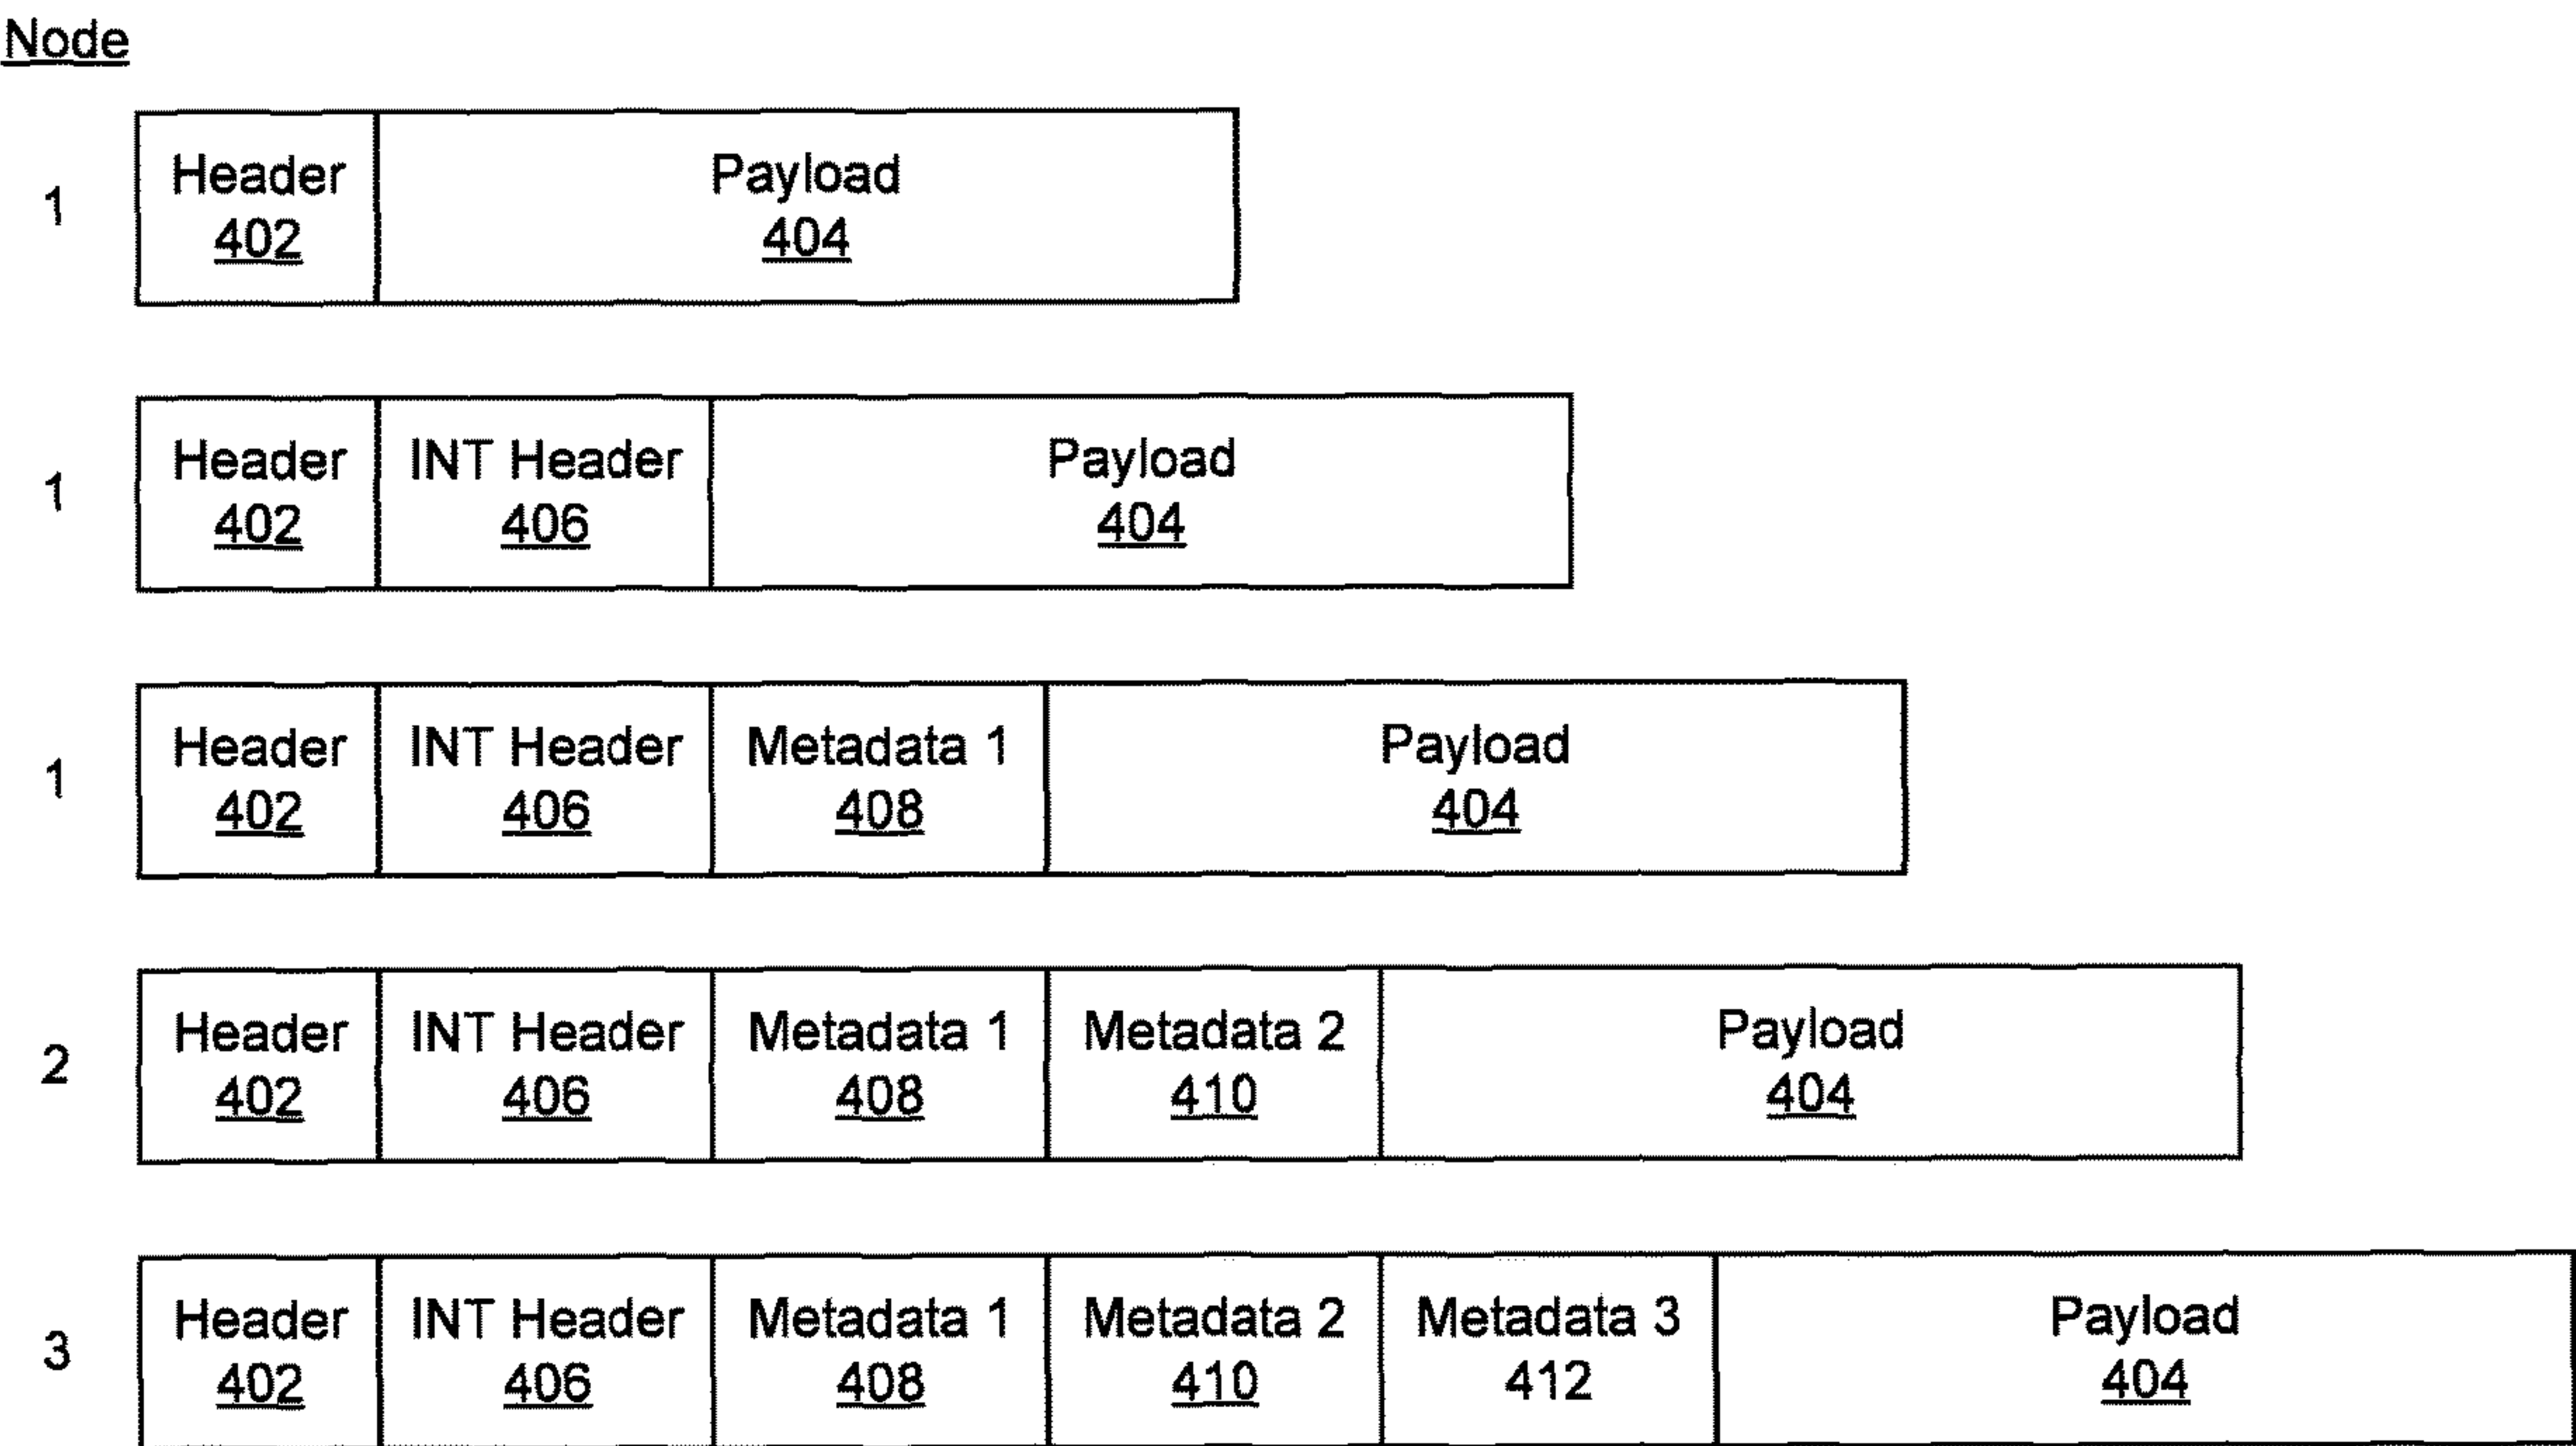 Node
1
Header
402
Payload
404
1
Header
402
INT Header
406
Payload
404
1
Header
402
INT Header
406
Metadata 1
408
Payload
404
2
Header
402
INT Header
406
Metadata 1
408
Metadata 2
410
Payload
404
3
Header
402
INT Header
406
Metadata 1
408
Metadata 2
410
Metadata 3
412
Payload
404